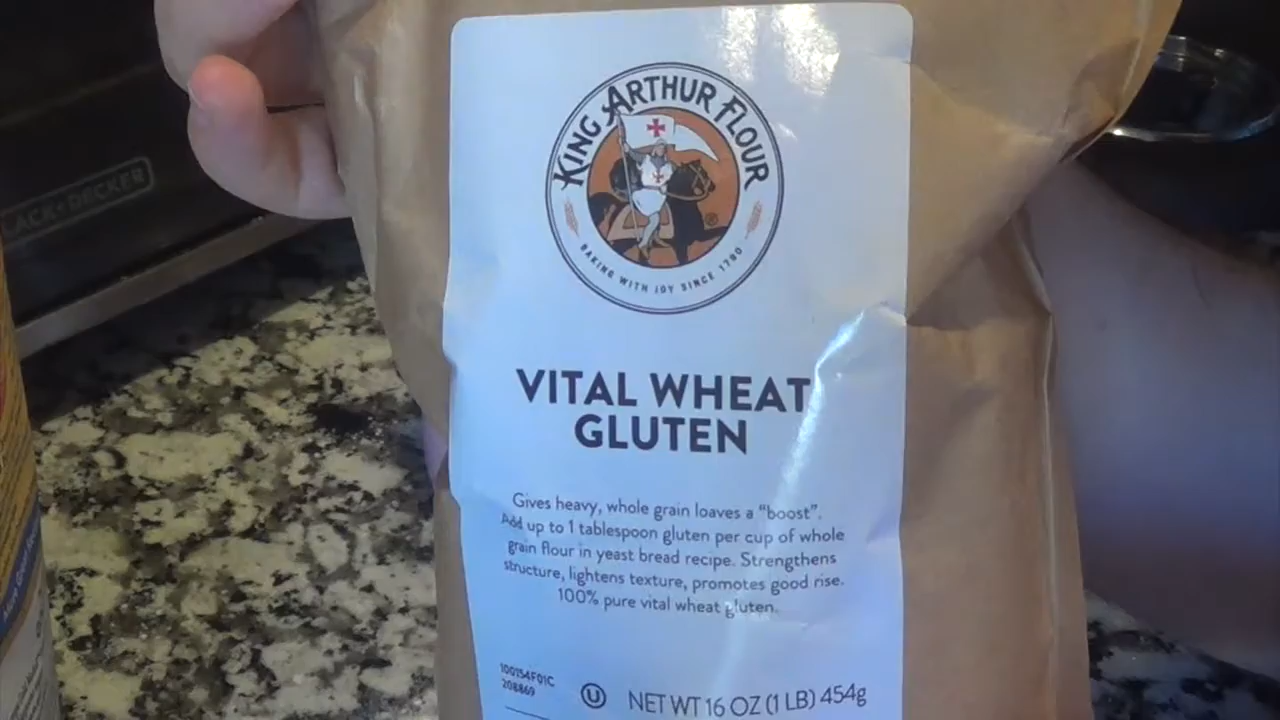 BLACK+DECKER
KING ARTHUR FLOUR
®
BAKING WITH JOY SINCE 1790
VITAL WHEAT
GLUTEN
Gives heavy, whole grain loaves a “boost”.
Add up to 1 tablespoon gluten per cup of whole
grain flour in yeast bread recipe. Strengthens
structure, lightens texture, promotes good rise.
100% pure vital wheat gluten.
100154F01C
208869
U
NET WT 16 OZ (1 LB) 454g